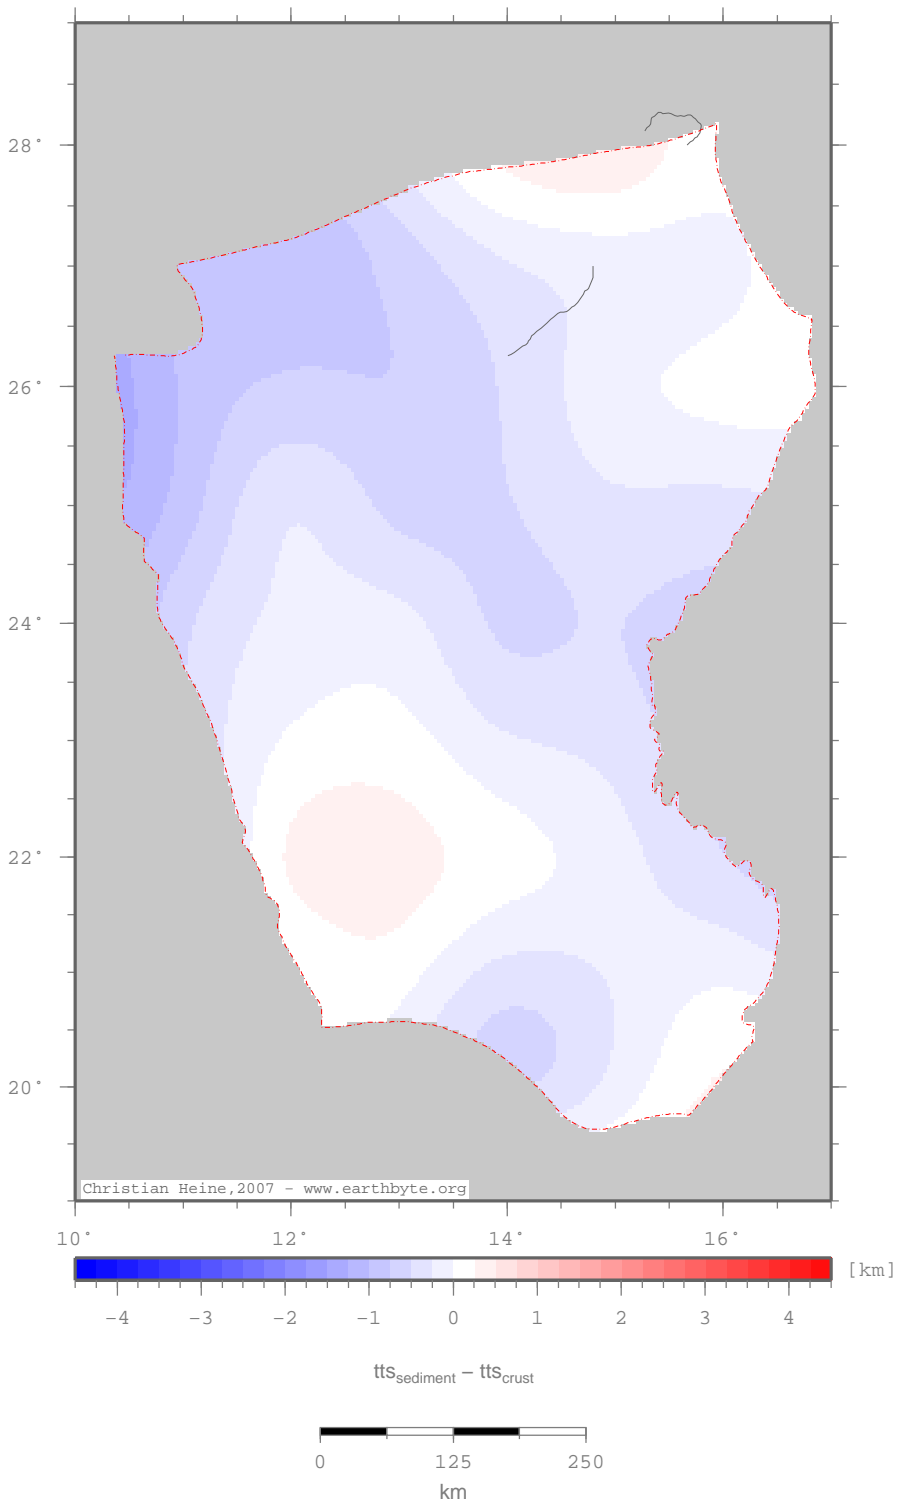 28°
26°
24°
22°
20°
Christian Heine,2007 - www.earthbyte.org
10° 12° 14° 16°
[km]
-4 -3 -2 -1 0 1 2 3 4
tts_sediment – tts_crust
0 125 250
km